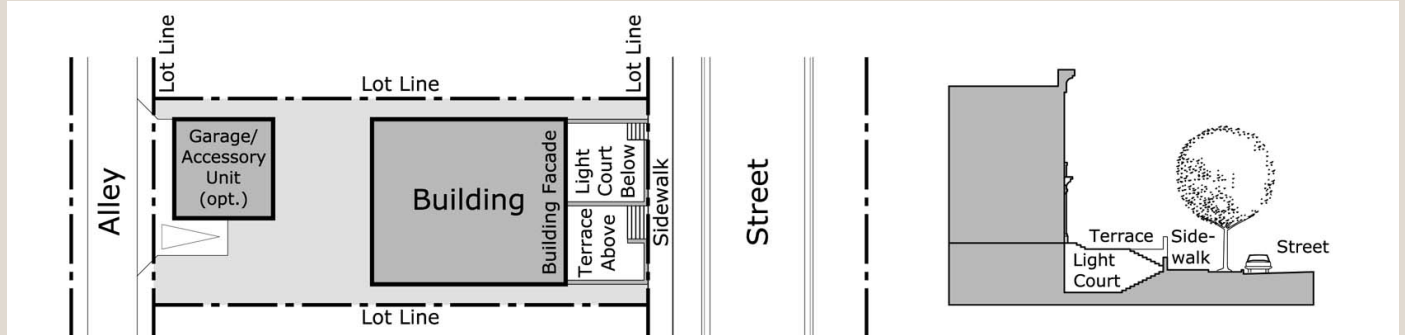 Lot Line
Lot Line
Lot Line
Alley
Garage/
Accessory
Unit
(opt.)
Building
Building Facade
Light
Court
Below
Terrace
Above
Sidewalk
Street
Lot Line
Terrace
Light
Court
Side-
walk
Street